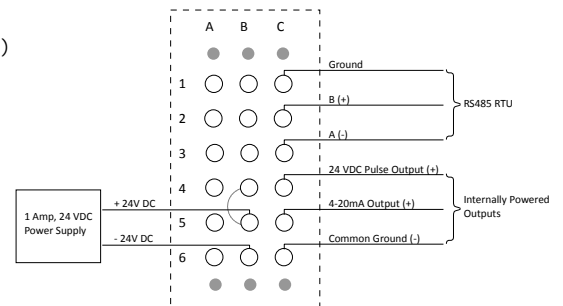 )
A B C
1
2
3
4
5
6
Ground
B (+)
A (-)
RS485 RTU
24 VDC Pulse Output (+)
4-20mA Output (+)
Common Ground (-)
Internally Powered
Outputs
+ 24V DC
1 Amp, 24 VDC
Power Supply
- 24V DC